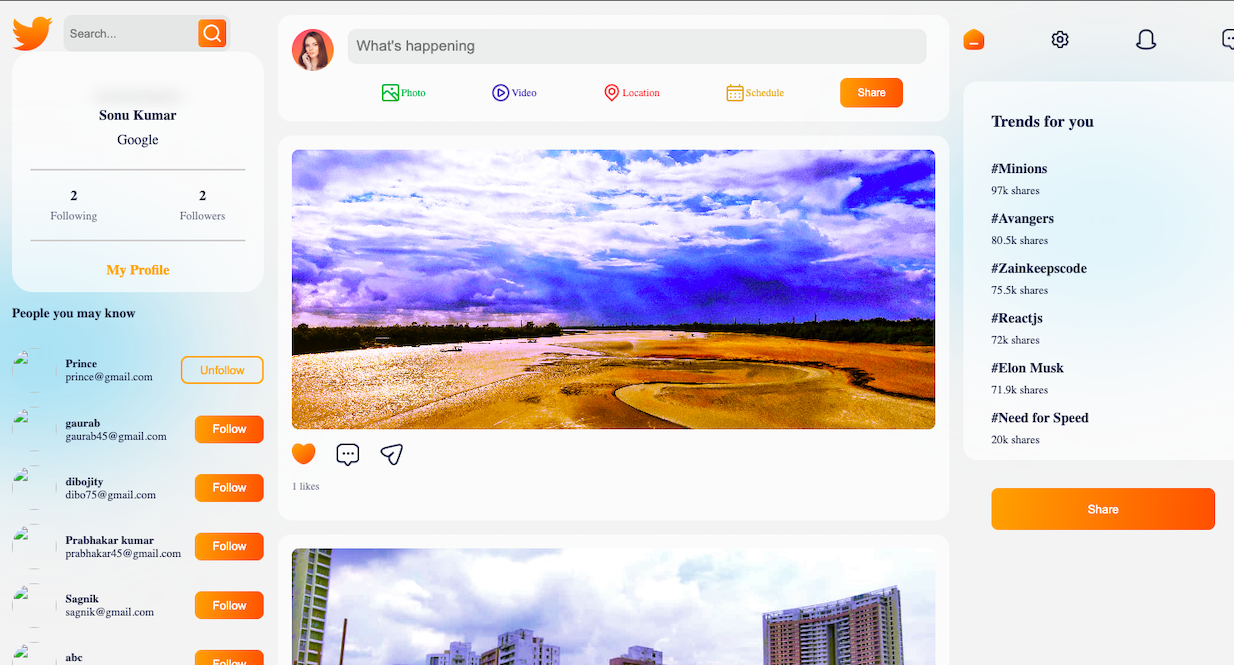 Search...
Sonu Kumar
Google
2 2
Following Followers
My Profile
People you may know
Prince
prince@gmail.com
Unfollow
gaurab
gaurab45@gmail.com
Follow
dibojity
dibo75@gmail.com
Follow
Prabhakar kumar
prabhakar45@gmail.com
Follow
Sagnik
sagnik@gmail.com
Follow
abc
Follow
What's happening
Photo Video Location Schedule Share
1 likes
Trends for you
#Minions
97k shares
#Avangers
80.5k shares
#Zainkeepscode
75.5k shares
#Reactjs
72k shares
#Elon Musk
71.9k shares
#Need for Speed
20k shares
Share